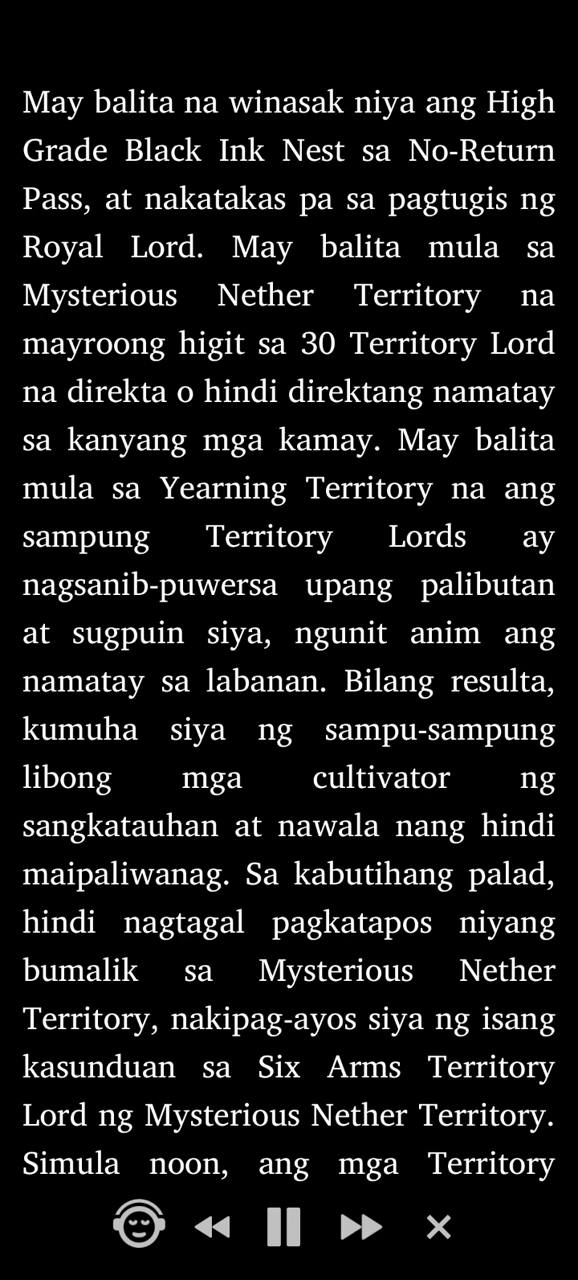 May balita na winasak niya ang High
Grade Black Ink Nest sa No-Return
Pass, at nakatakas pa sa pagtugis ng
Royal Lord. May balita mula sa
Mysterious Nether Territory na
mayroong higit sa 30 Territory Lord
na direkta o hindi direktang namatay
sa kanyang mga kamay. May balita
mula sa Yearning Territory na ang
sampung Territory Lords ay
nagsanib-puwersa upang palibutan
at sugpuin siya, ngunit anim ang
namatay sa labanan. Bilang resulta,
kumuha siya ng sampu-sampung
libong mga cultivator ng
sangkatauhan at nawala nang hindi
maipaliwanag. Sa kabutihang palad,
hindi nagtagal pagkatapos niyang
bumalik sa Mysterious Nether
Territory, nakipag-ayos siya ng isang
kasunduan sa Six Arms Territory
Lord ng Mysterious Nether Territory.
Simula noon, ang mga Territory